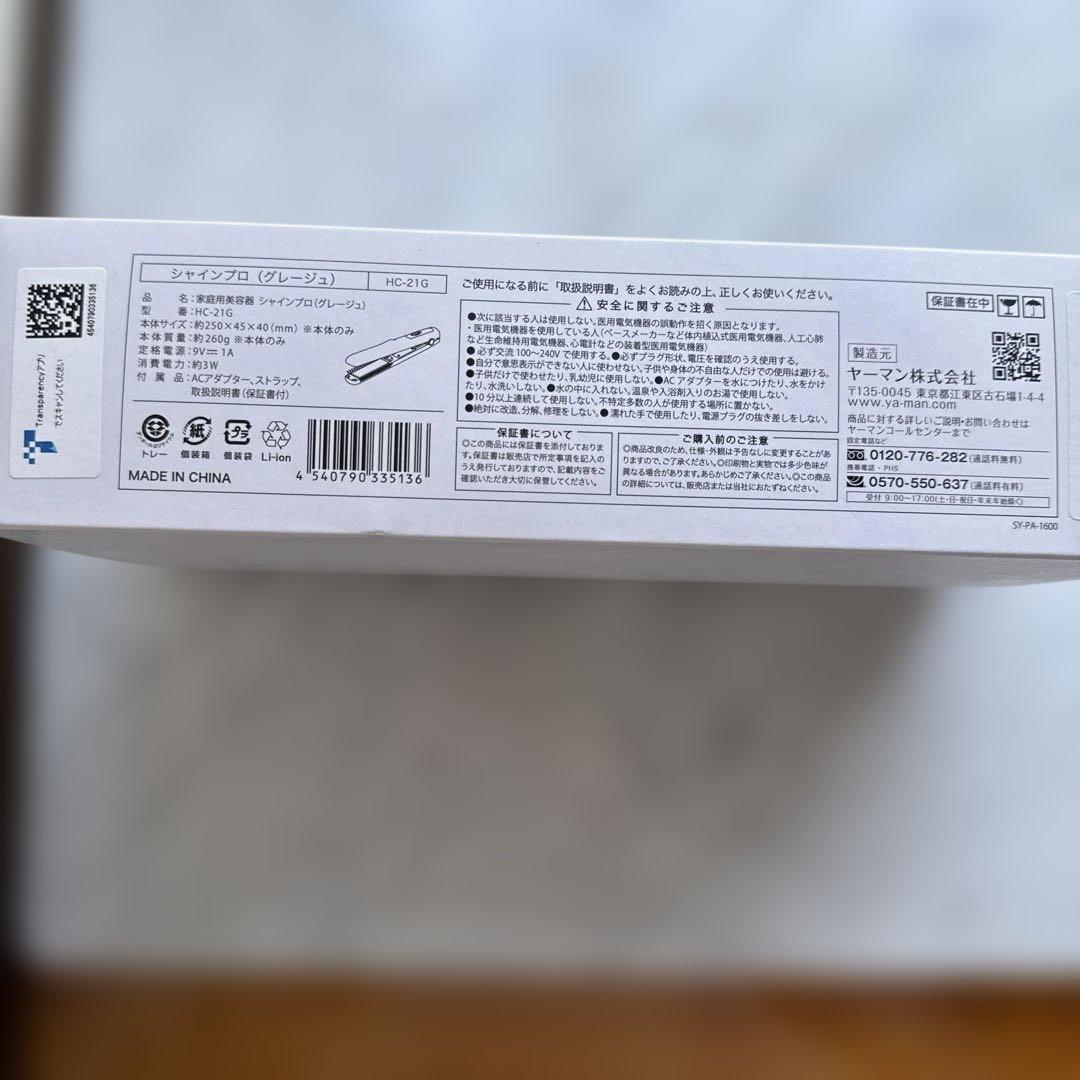 4540790335136
Transparencyアプリ
でスキャンしてください
シャインプロ（グレージュ） HC-21G
品 名：家庭用美容器 シャインプロ（グレージュ）
型 番：HC-21G
本体サイズ：約250×45×40（mm）※本体のみ
本体質量：約260g ※本体のみ
定格電源：9V⎓1A
消費電力：約3W
付属品：ACアダプター、ストラップ、
取扱説明書（保証書付）
トレー
紙
個装箱
プラ
個装袋
Li-ion
MADE IN CHINA
4 540790 335136
ご使用になる前に「取扱説明書」をよくお読みの上、正しくお使いください。
安全に関するご注意
●次に該当する人は使用しない。医用電気機器の誤動作を招く原因となります。
・医用電気機器を使用している人（ペースメーカーなど体内植込式医用電気機器、人工心肺
など生命維持用電気機器、心電計などの装着型医用電気機器）
●必ず交流100〜240Vで使用する。●必ずプラグ形状、電圧を確認のうえ使用する。
●自分で意思表示ができない人に使わせない。子供や身体の不自由な人だけでの使用は避ける。
●子供だけで使わせたり、乳幼児に使用しない。●ACアダプターを水につけたり、水をかけ
たり、水洗いしない。●水の中に入れない。温泉や入浴剤入りのお湯で使用しない。
●10分以上連続して使用しない。不特定多数の人が使用する場所に置かない。
●絶対に改造、分解、修理をしない。●濡れた手で使用したり、電源プラグの抜き差しをしない。
保証書について
◎この商品には保証書を添付しておりま
す。保証書は販売店で所定事項を記入の
うえ発行しておりますので、記載内容をご
確認いただき大切に保管してください。
ご購入前のご注意
◎商品改良のため、仕様・外観は予告なしに変更することがあ
りますので、ご了承ください。◎印刷物と実物では多少色味が
異なる場合があります。あらかじめご了承ください。◎この商品
の詳細については、販売店または当社におたずねください。
保証書在中
製造元
ヤーマン株式会社
〒135-0045 東京都江東区古石場1-4-4
www.ya-man.com
商品に対する詳しいご説明・お問い合わせは
ヤーマンコールセンターまで
固定電話など
0120-776-282（通話料無料）
携帯電話・PHS
0570-550-637（通話料有料）
受付 9:00〜17:00（土・日・祝日・年末年始除く）
SY-PA-1600